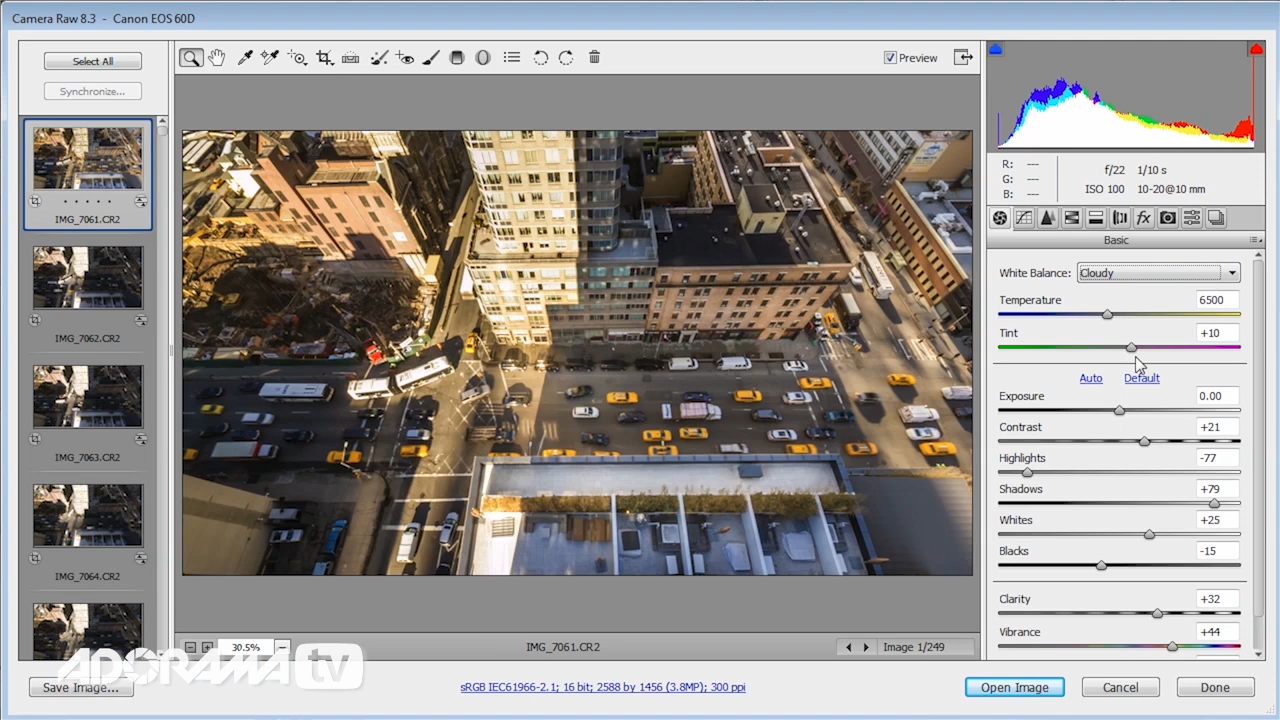 Camera Raw 8.3 - Canon EOS 60D
Select All
Synchronize...
IMG_7061.CR2
IMG_7062.CR2
IMG_7063.CR2
IMG_7064.CR2
Preview
R: ---
G: ---
B: ---
f/22 1/10 s
ISO 100 10-20@10 mm
fx
Basic
White Balance: Cloudy
Temperature 6500
Tint +10
Auto Default
Exposure 0.00
Contrast +21
Highlights -77
Shadows +79
Whites +25
Blacks -15
Clarity +32
Vibrance +44
30.5%
IMG_7061.CR2
Image 1/249
ADORAMA tv
Save Image...
sRGB IEC61966-2.1; 16 bit; 2588 by 1456 (3.8MP); 300 ppi
Open Image
Cancel
Done